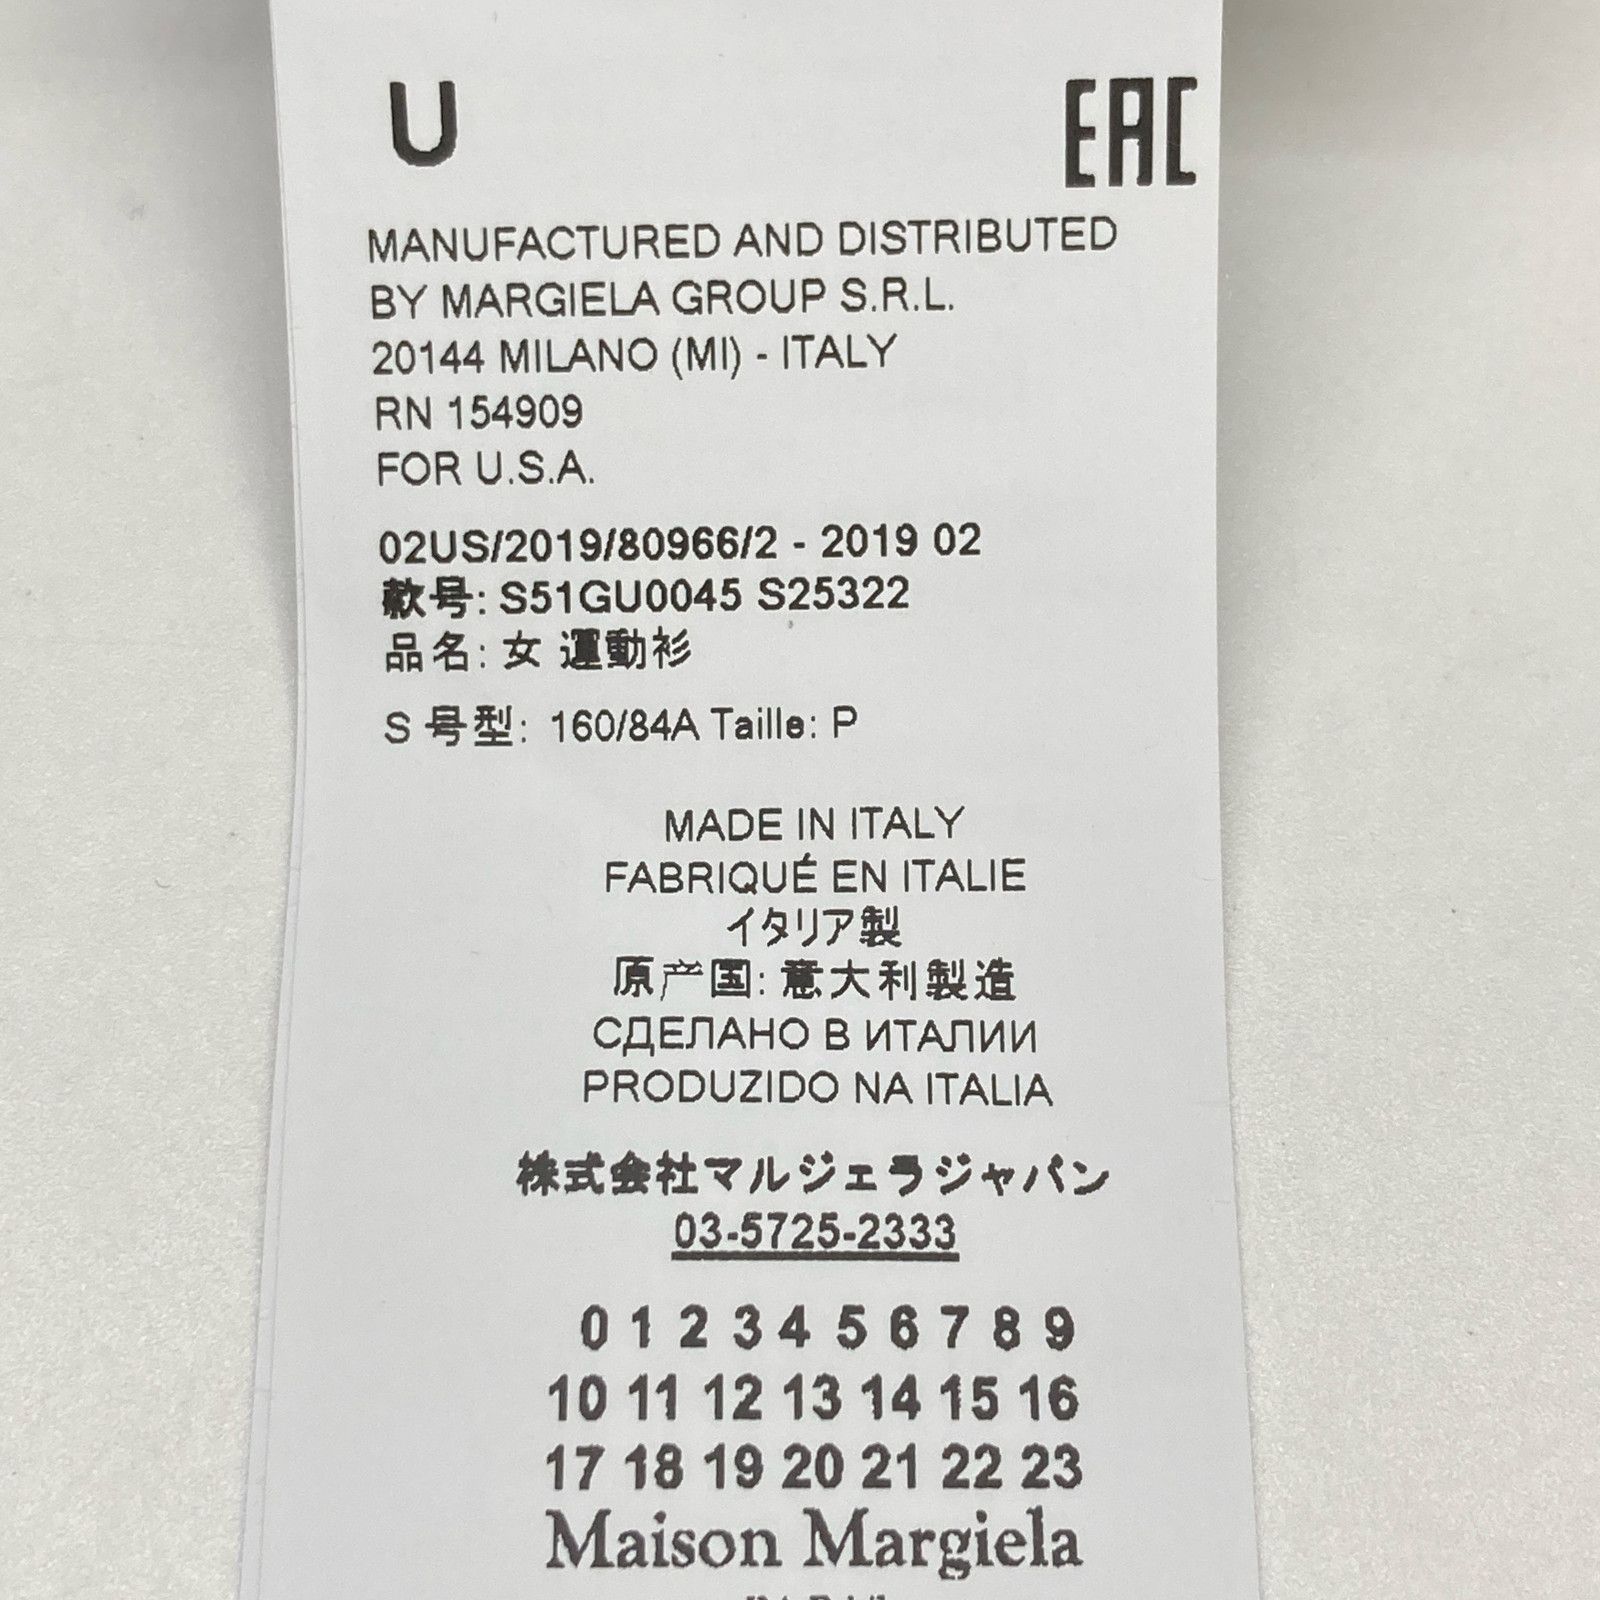 U
EAC
MANUFACTURED AND DISTRIBUTED
BY MARGIELA GROUP S.R.L.
20144 MILANO (MI) - ITALY
RN 154909
FOR U.S.A.
02US/2019/80966/2 - 2019 02
款号: S51GU0045 S25322
品名: 女 運動衫
S 号型: 160/84A Taille: P
MADE IN ITALY
FABRIQUÉ EN ITALIE
イタリア製
原产国: 意大利製造
СДЕЛАНО В ИТАЛИИ
PRODUZIDO NA ITALIA
株式会社マルジェラジャパン
03-5725-2333
0 1 2 3 4 5 6 7 8 9
10 11 12 13 14 15 16
17 18 19 20 21 22 23
Maison Margiela